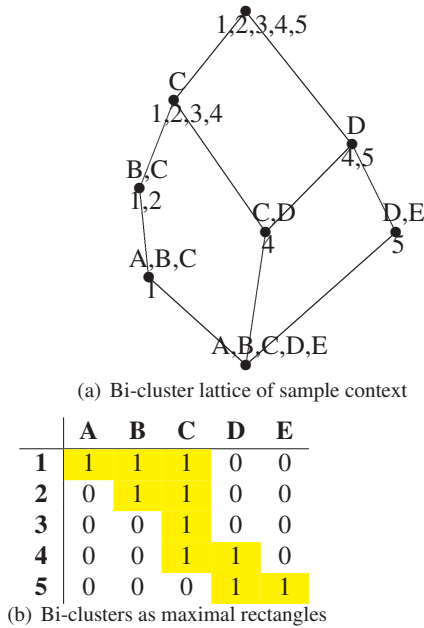 1,2,3,4,5
C
1,2,3,4
D
4,5
B,C
1,2
C,D
4
D,E
5
A,B,C
1
A,B,C,D,E
(a) Bi-cluster lattice of sample context
A B C D E
1 1 1 1 0 0
2 0 1 1 0 0
3 0 0 1 0 0
4 0 0 1 1 0
5 0 0 0 1 1
(b) Bi-clusters as maximal rectangles